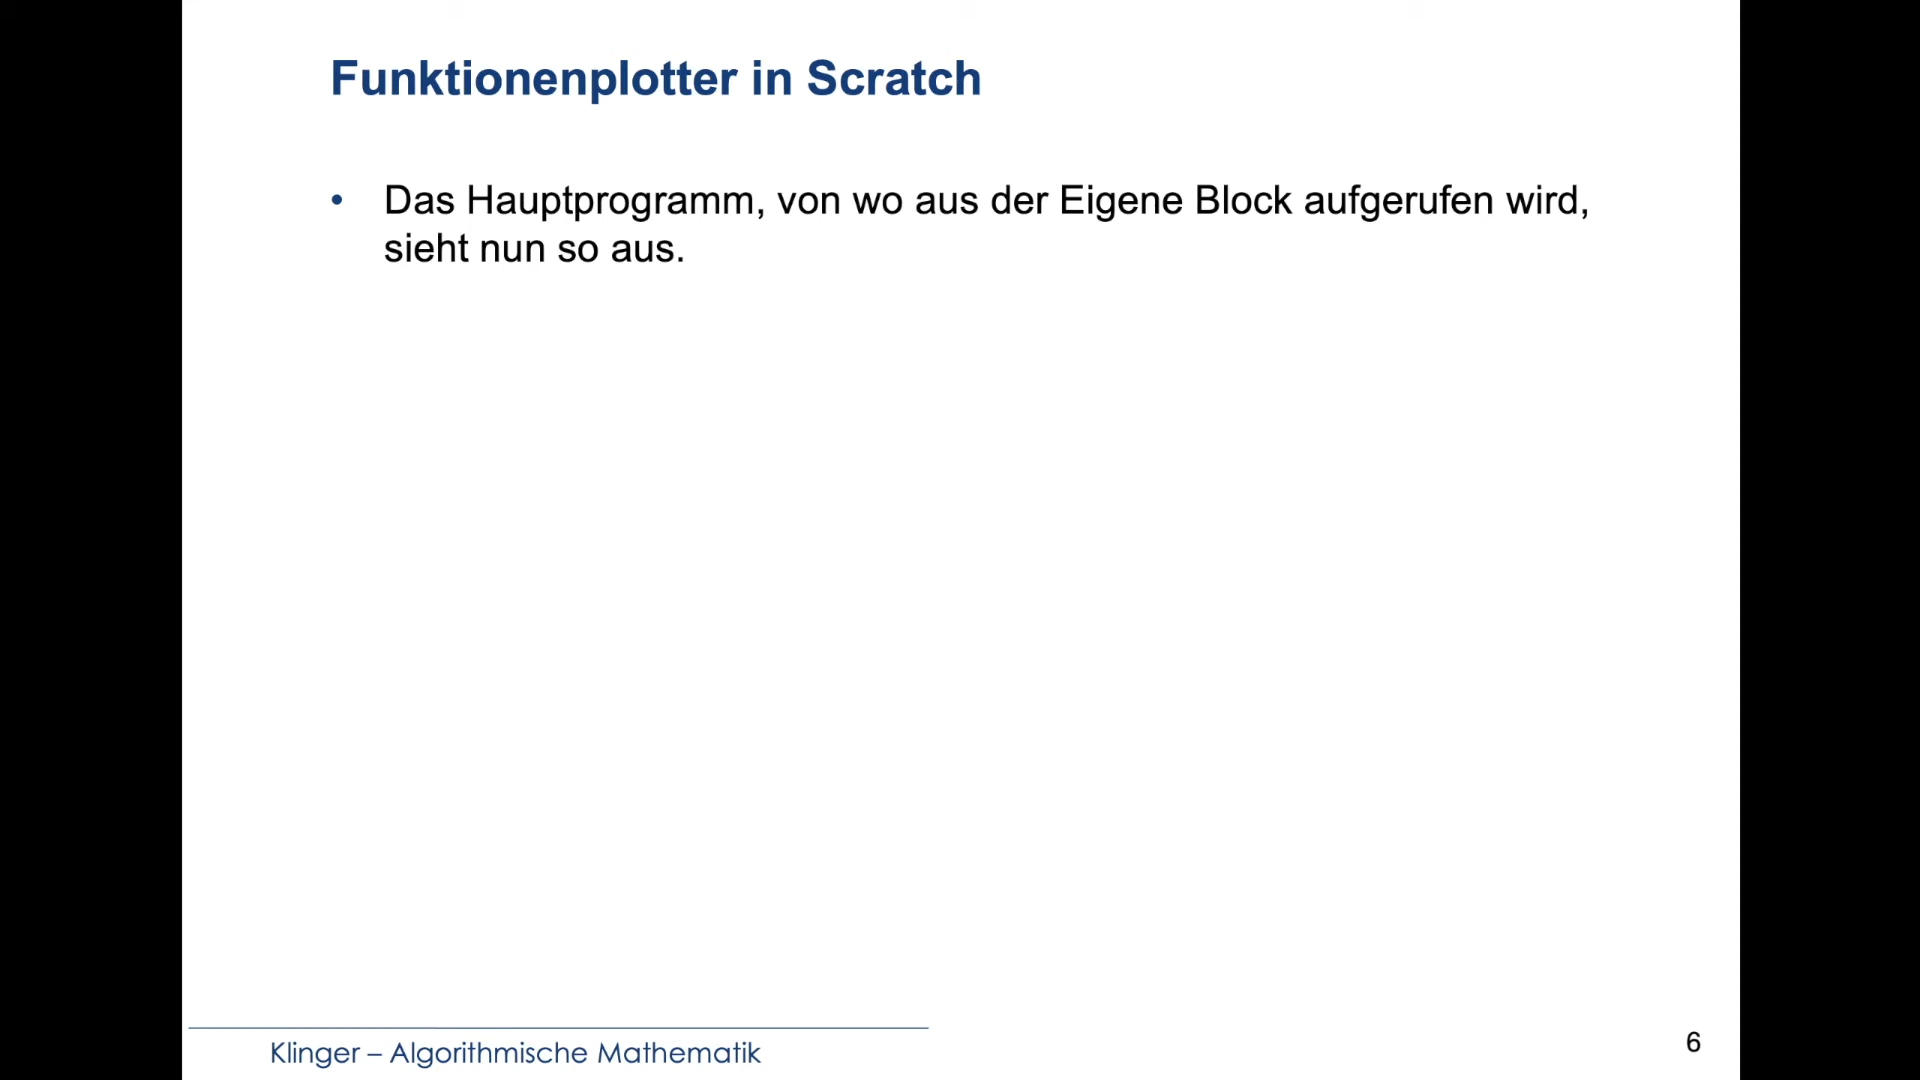 Funktionenplotter in Scratch
• Das Hauptprogramm, von wo aus der Eigene Block aufgerufen wird,
sieht nun so aus.
Klinger – Algorithmische Mathematik
6